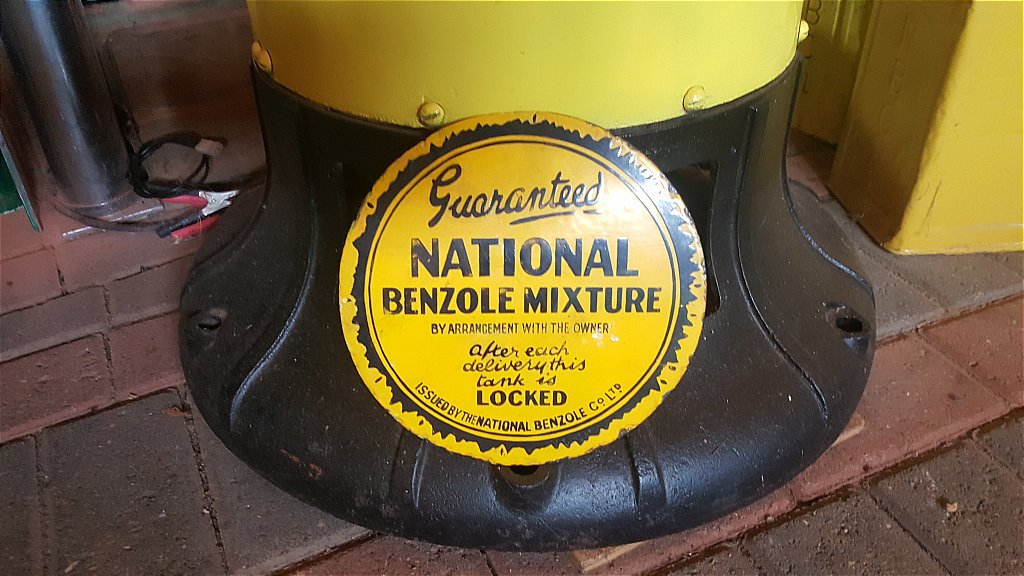 Guaranteed
NATIONAL
BENZOLE MIXTURE
BY ARRANGEMENT WITH THE OWNER
after each
delivery this
tank is
LOCKED
ISSUED BY THE NATIONAL BENZOLE Co LTD